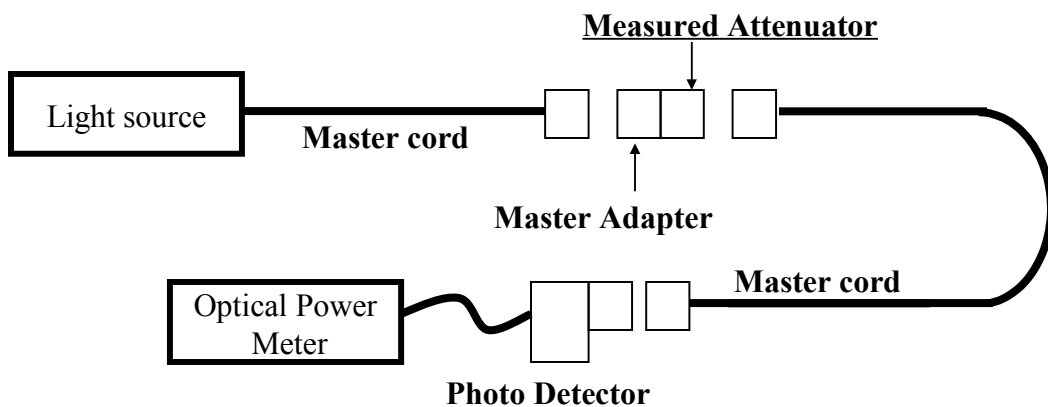 Measured Attenuator
Light source
Master cord
Master Adapter
Master cord
Optical Power
Meter
Photo Detector